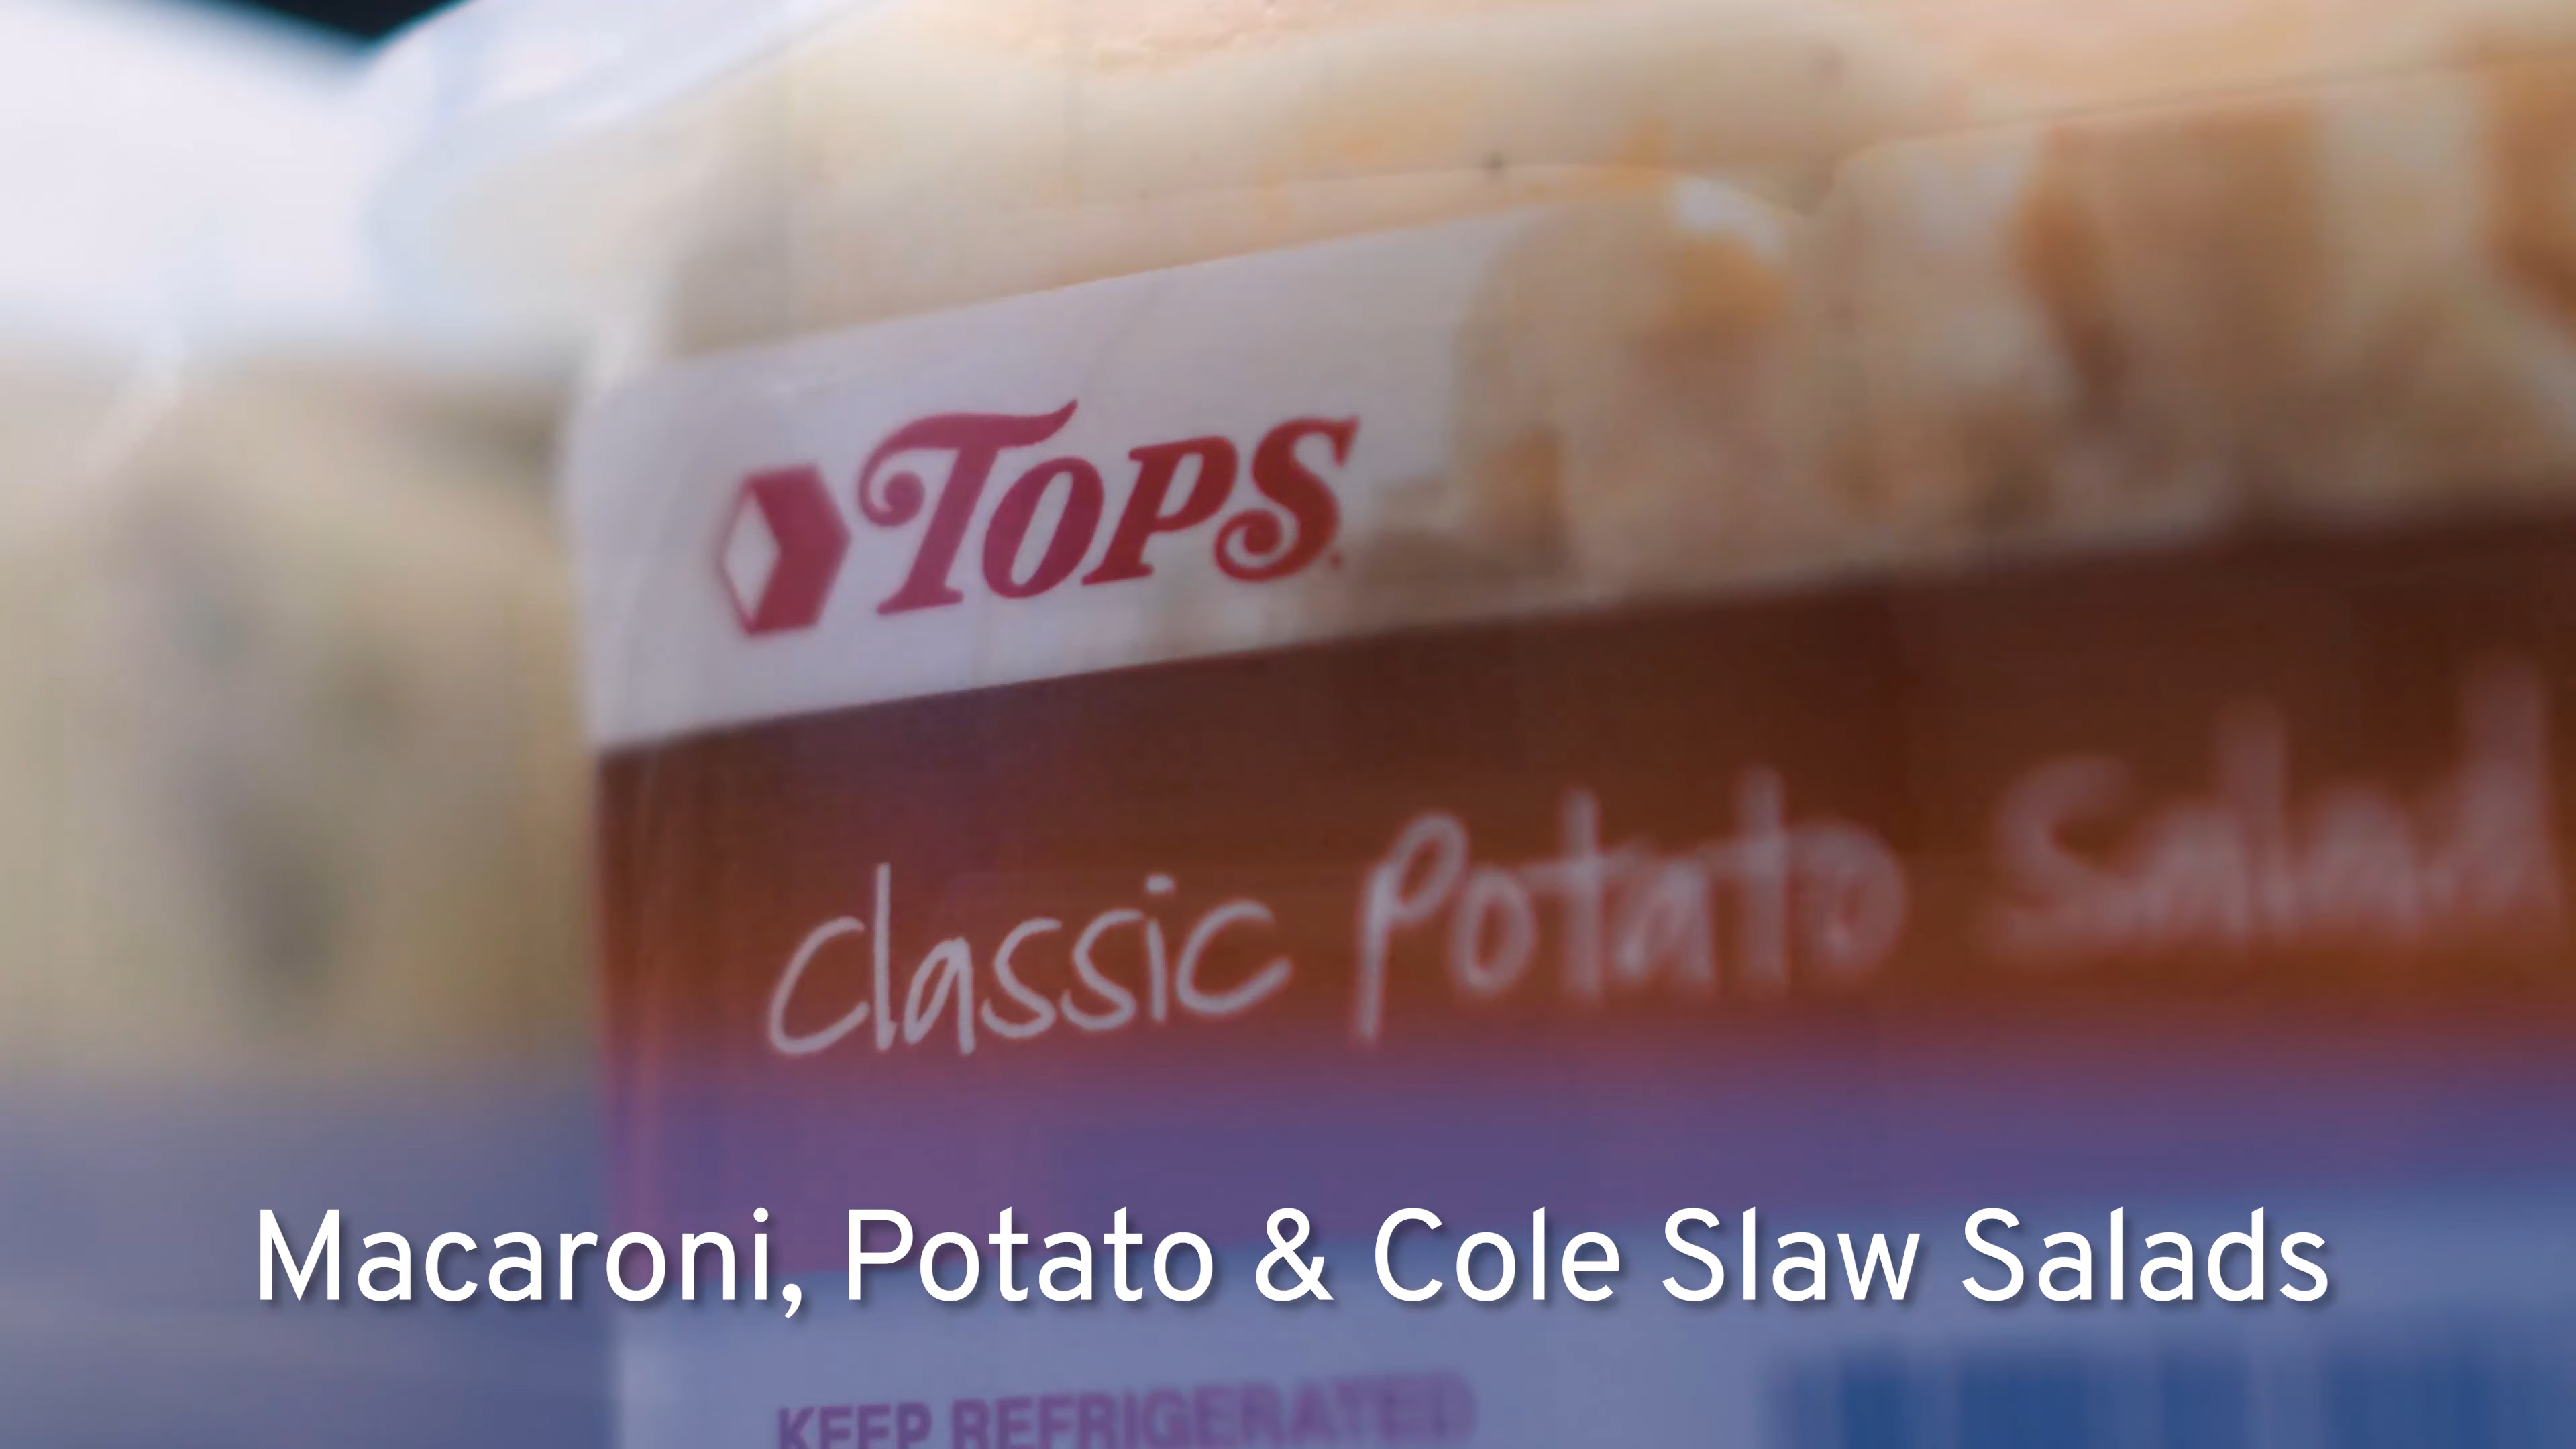 TOPS
Classic Potato Salad
Macaroni, Potato & Cole Slaw Salads
KEEP REFRIGERATED